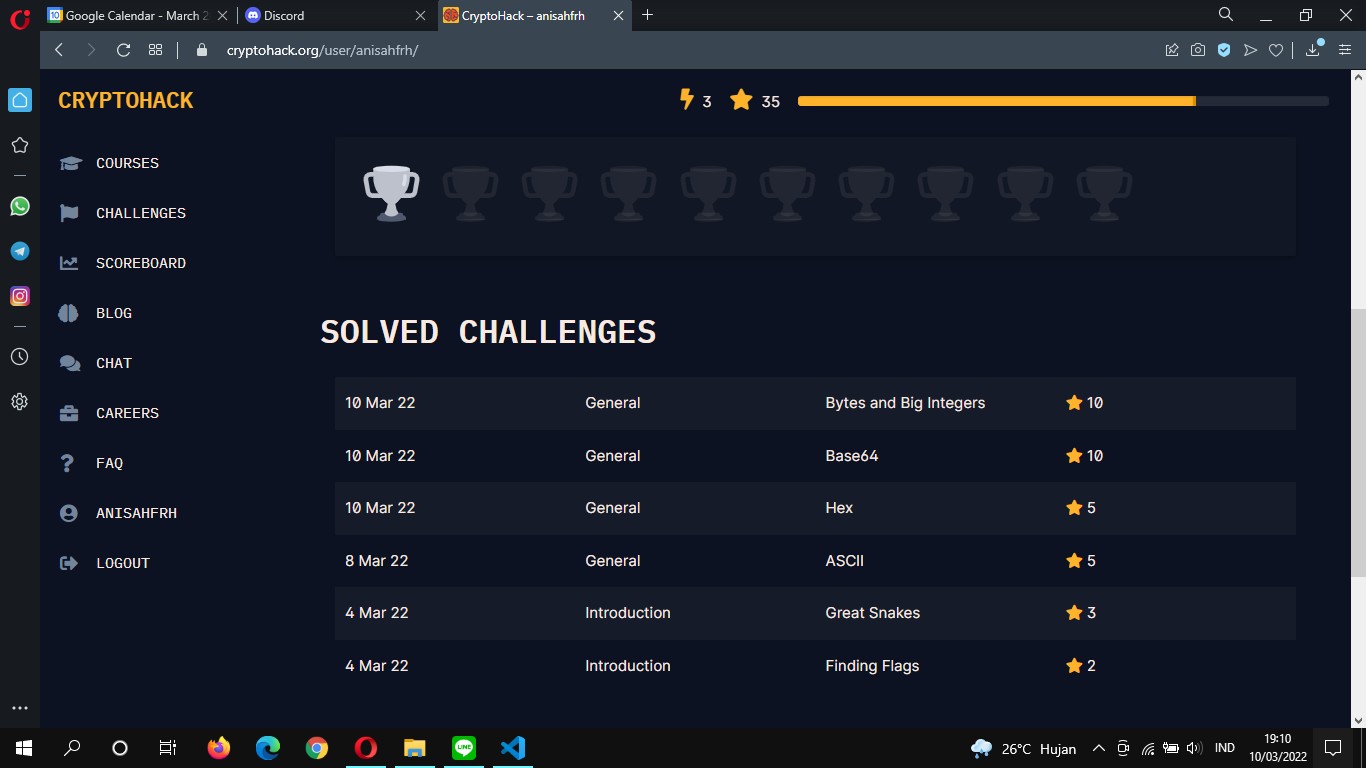 Google Calendar - March 2
Discord
CryptoHack – anisahfrh
cryptohack.org/user/anisahfrh/
CRYPTOHACK
3
35
COURSES
CHALLENGES
SCOREBOARD
BLOG
CHAT
CAREERS
FAQ
ANISAHFRH
LOGOUT
SOLVED CHALLENGES
10 Mar 22 General Bytes and Big Integers 10
10 Mar 22 General Base64 10
10 Mar 22 General Hex 5
8 Mar 22 General ASCII 5
4 Mar 22 Introduction Great Snakes 3
4 Mar 22 Introduction Finding Flags 2
LINE
26°C Hujan
IND
19:10
10/03/2022